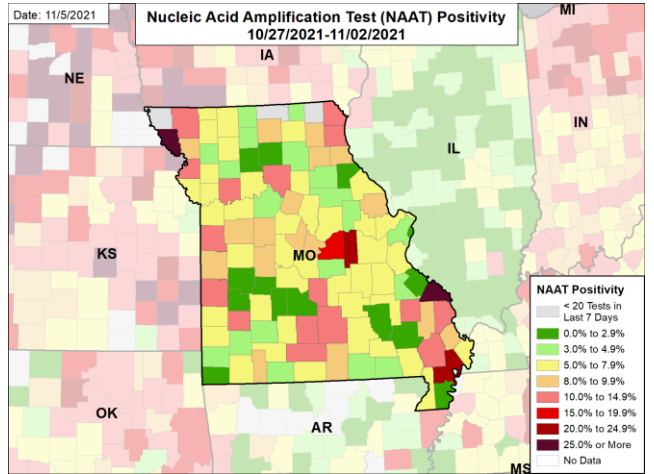 Date: 11/5/2021
Nucleic Acid Amplification Test (NAAT) Positivity
10/27/2021-11/02/2021
MI
IA
NE
IL
IN
KS
MO
OK
AR
MS
NAAT Positivity
< 20 Tests in
Last 7 Days
0.0% to 2.9%
3.0% to 4.9%
5.0% to 7.9%
8.0% to 9.9%
10.0% to 14.9%
15.0% to 19.9%
20.0% to 24.9%
25.0% or More
No Data